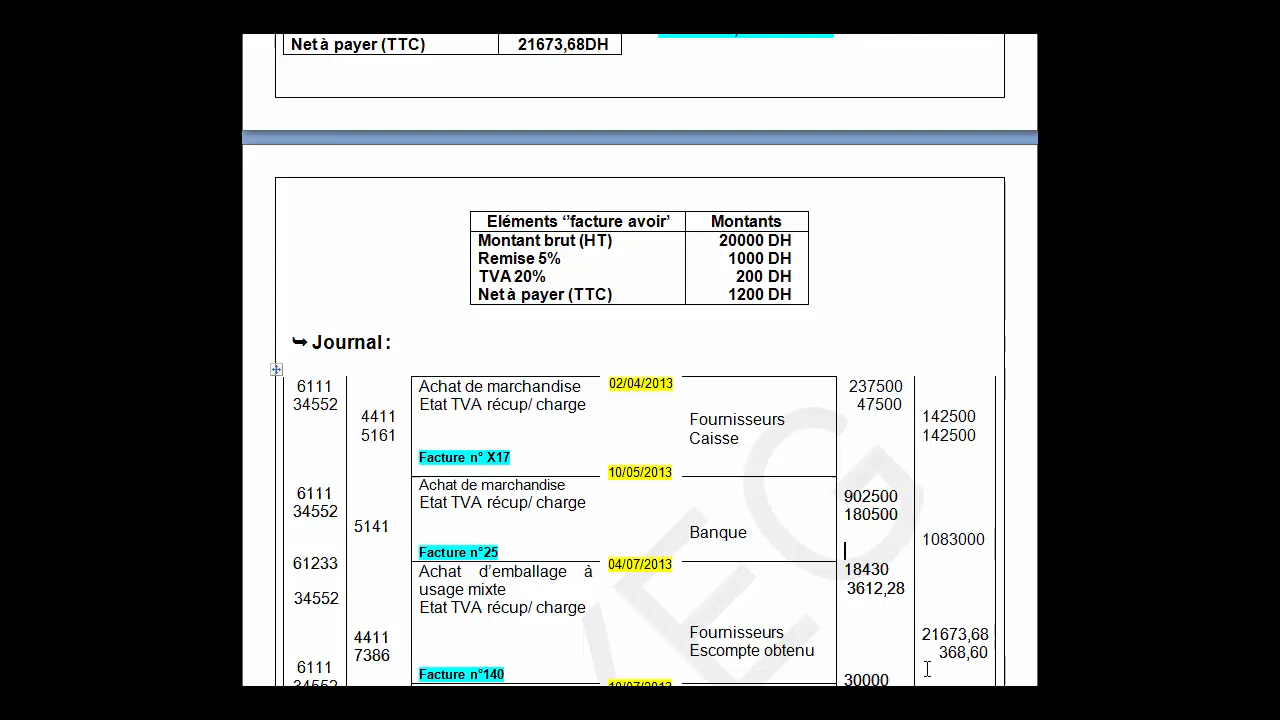 Net à payer (TTC) 21673,68DH
Eléments ‘’facture avoir’ Montants
Montant brut (HT) 20000 DH
Remise 5% 1000 DH
TVA 20% 200 DH
Net à payer (TTC) 1200 DH
➥ Journal :
02/04/2013
6111 Achat de marchandise 237500
34552 Etat TVA récup/ charge 47500
4411 Fournisseurs 142500
5161 Caisse 142500
Facture n° X17
10/05/2013
6111 Achat de marchandise 902500
34552 Etat TVA récup/ charge 180500
5141 Banque 1083000
Facture n°25
04/07/2013
61233 Achat d’emballage à 18430
usage mixte
34552 Etat TVA récup/ charge 3612,28
4411 Fournisseurs 21673,68
7386 Escompte obtenu 368,60
Facture n°140
10/07/2013
6111 30000
34552
YEG